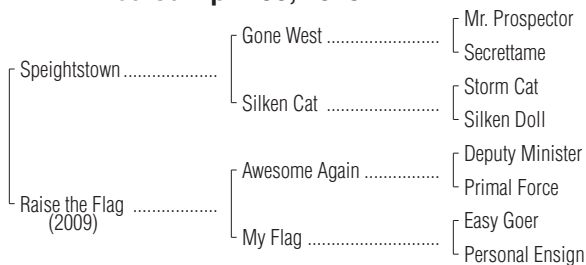 Mr. Prospector
Gone West
Secrettame
Speightstown
Storm Cat
Silken Cat
Silken Doll
Deputy Minister
Awesome Again
Primal Force
Raise the Flag
(2009)
Easy Goer
My Flag
Personal Ensign